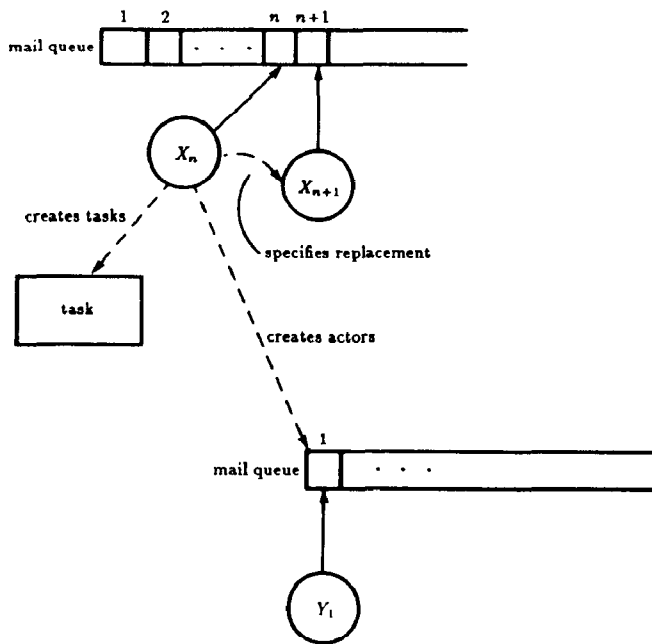 1 2 n n+1
mail queue . . .
X_n
X_{n+1}
creates tasks
specifies replacement
task
creates actors
1
mail queue . . .
Y_1